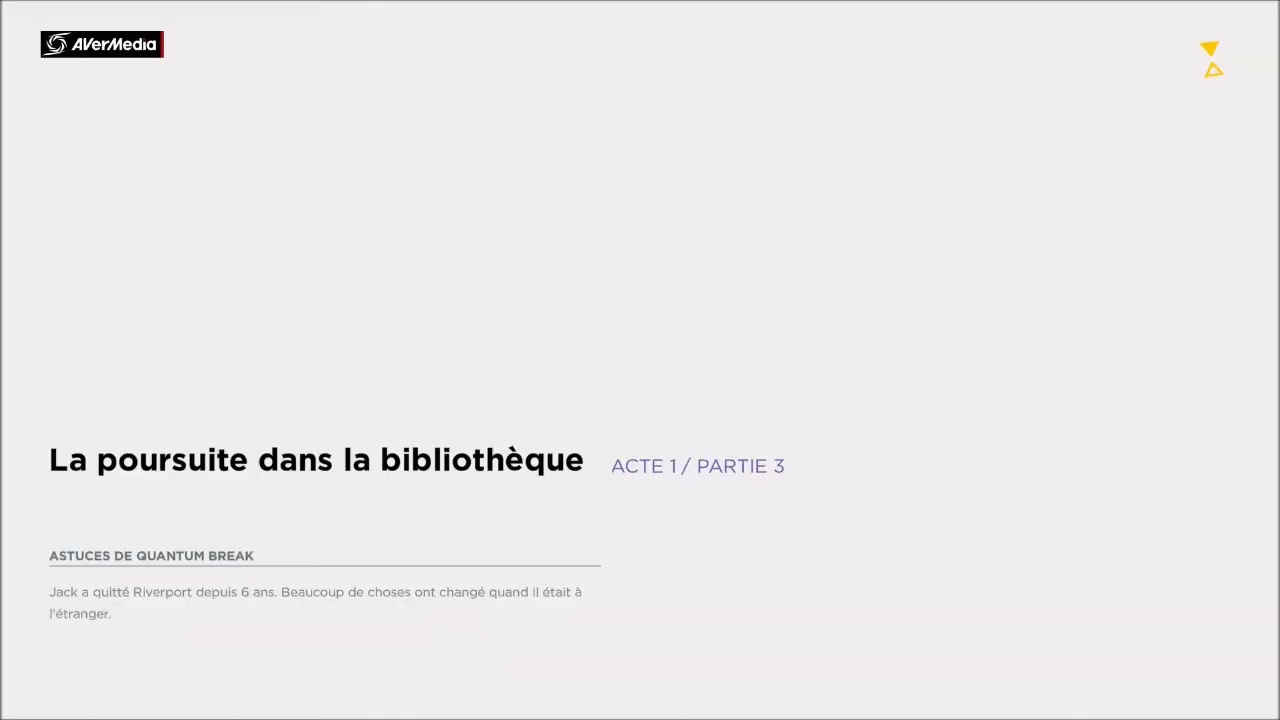 AVerMedia
La poursuite dans la bibliothèque ACTE 1 / PARTIE 3
ASTUCES DE QUANTUM BREAK
Jack a quitté Riverport depuis 6 ans. Beaucoup de choses ont changé quand il était à
l'étranger.